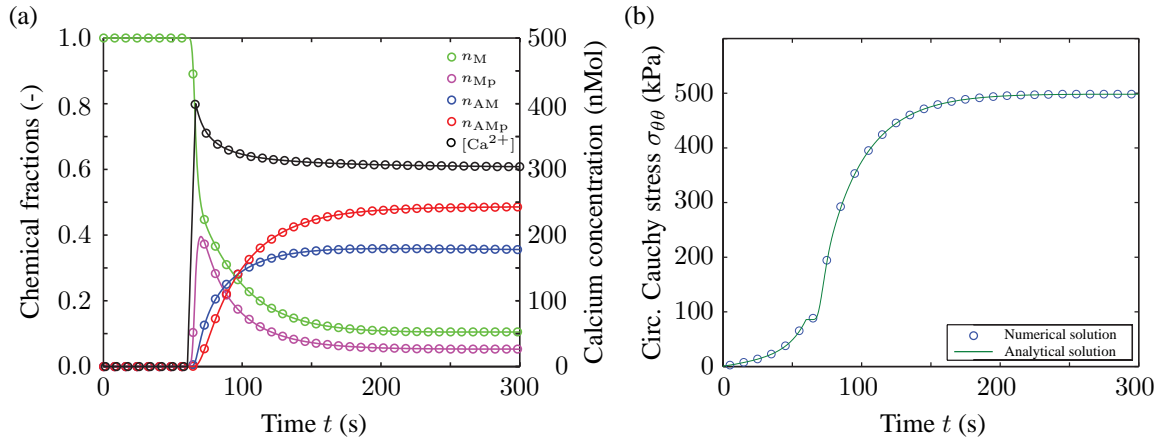 (a)
1.0
0.8
0.6
0.4
0.2
0.0
Chemical fractions (-)
500
400
300
200
100
0
Calcium concentration (nMol)
n_M
n_Mp
n_AM
n_AMp
[Ca²⁺]
0
100
200
300
Time t (s)
(b)
500
400
300
200
100
0
Circ. Cauchy stress σ_θθ (kPa)
Numerical solution
Analytical solution
0
100
200
300
Time t (s)